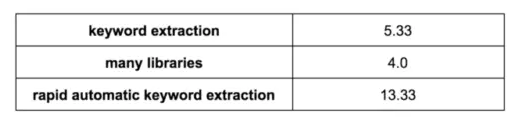 keyword extraction 5.33
many libraries 4.0
rapid automatic keyword extraction 13.33